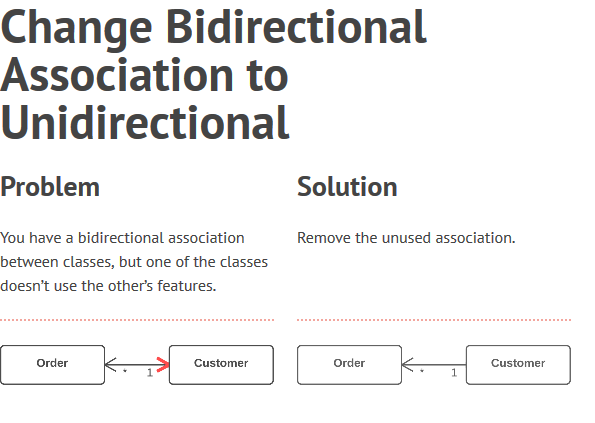 Change Bidirectional
Association to
Unidirectional
Problem
You have a bidirectional association
between classes, but one of the classes
doesn’t use the other’s features.
Order
* 1
Customer
Solution
Remove the unused association.
Order
* 1
Customer